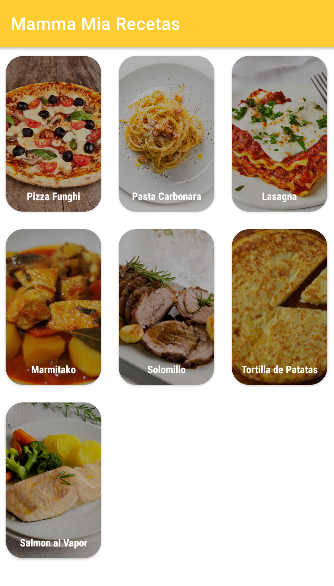 Mamma Mia Recetas
Pizza Funghi
Pasta Carbonara
Lasagna
Marmitako
Solomillo
Tortilla de Patatas
Salmon al Vapor